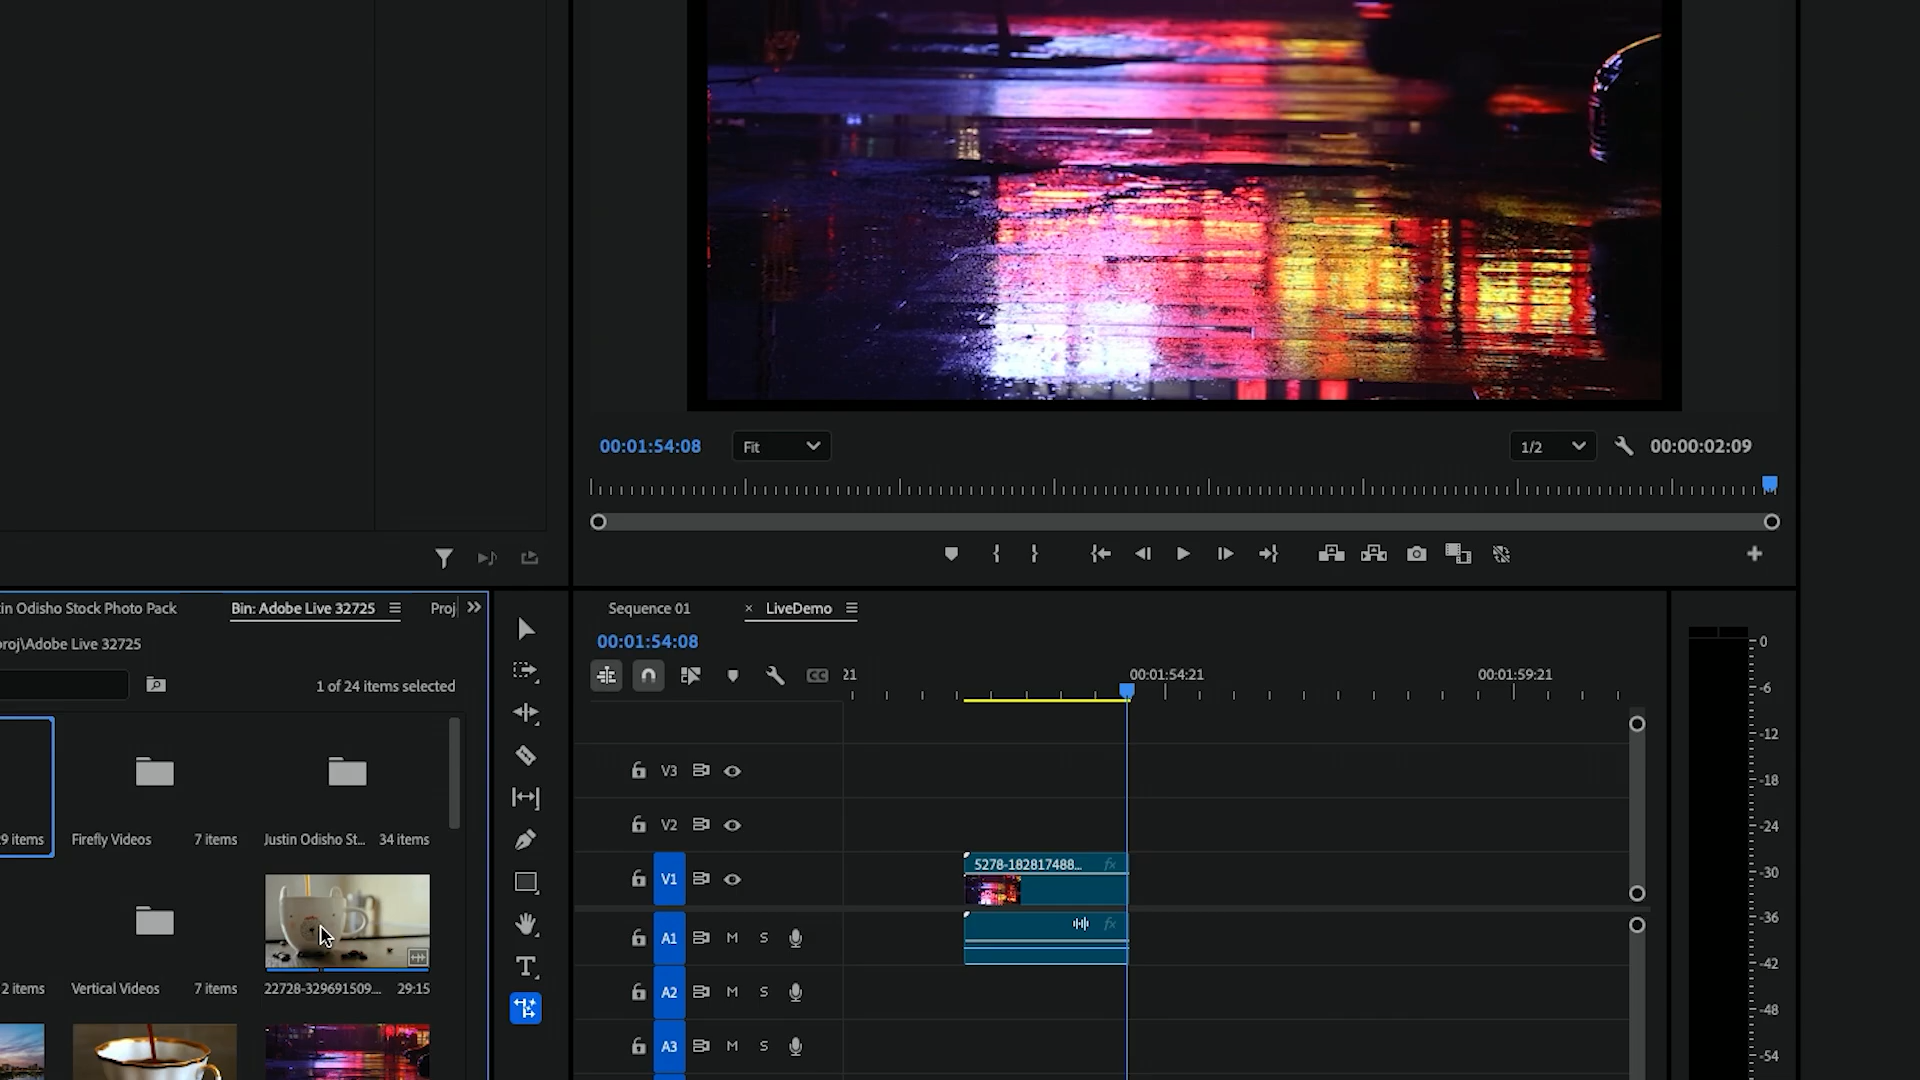 00:01:54:08
Fit
1/2
00:00:02:09
in Odisho Stock Photo Pack
Bin: Adobe Live 32725
Proj
roj\Adobe Live 32725
1 of 24 items selected
9 items
Firefly Videos
7 items
Justin Odisho St...
34 items
2 items
Vertical Videos
7 items
22728-329691509...
29:15
Sequence 01
× LiveDemo
00:01:54:08
CC
21
00:01:54:21
00:01:59:21
V3
V2
V1
5278-182817488...
fx
A1
M
S
fx
A2
M
S
A3
M
S
T
0
-6
-12
-18
-24
-30
-36
-42
-48
-54